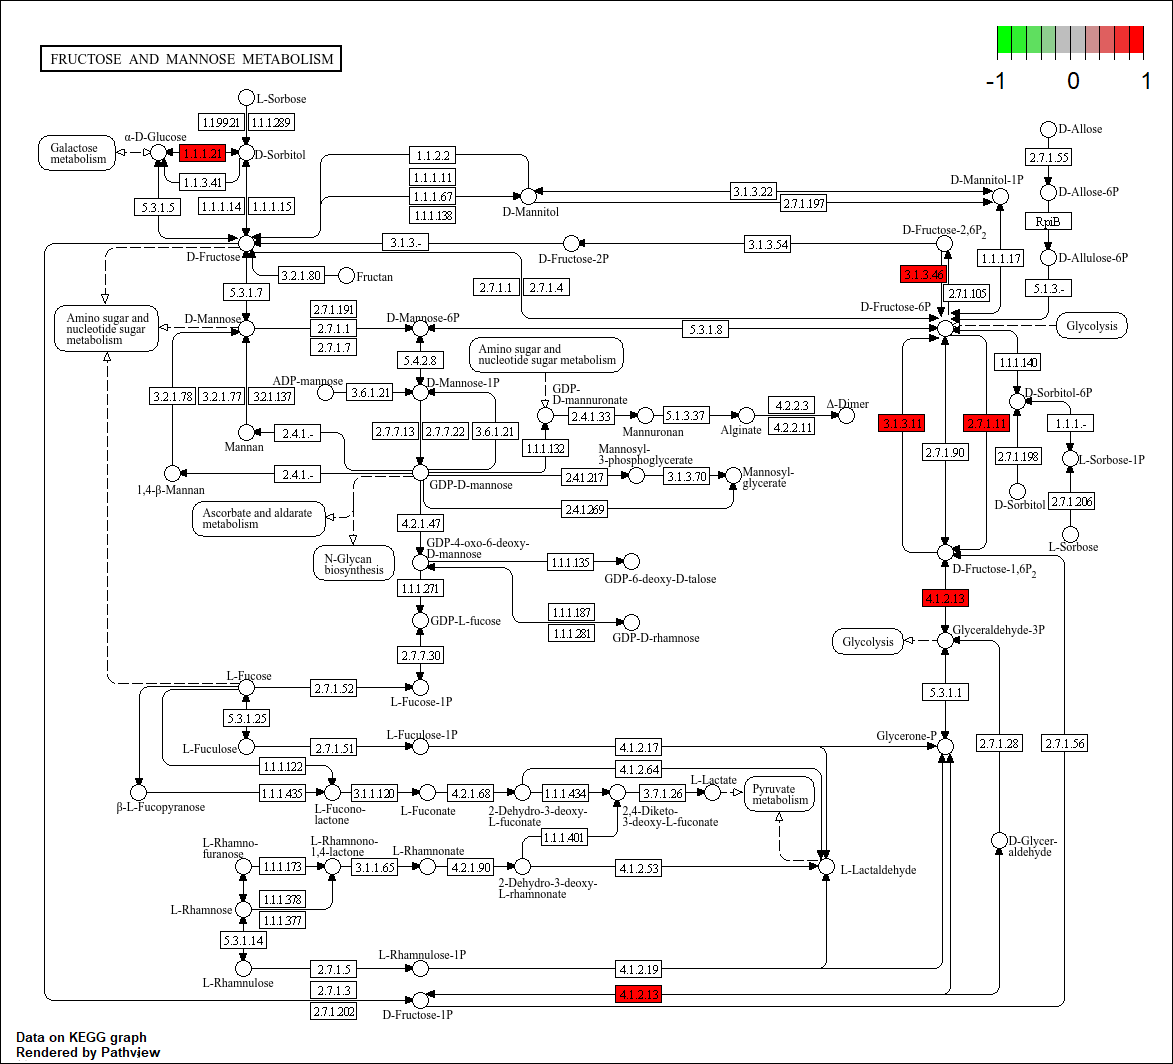 FRUCTOSE AND MANNOSE METABOLISM
-1 0 1
L-Sorbose
1.1.99.21 1.1.1.289
α-D-Glucose
Galactose
metabolism
1.1.1.21
D-Sorbitol
1.1.3.41
5.3.1.5
1.1.1.14 1.1.1.15
1.1.2.2
1.1.1.11
1.1.1.67
1.1.1.138
D-Mannitol
3.1.3.22
2.7.1.197
D-Mannitol-1P
D-Allose
2.7.1.55
D-Allose-6P
RpiB
D-Allulose-6P
5.1.3.-
1.1.1.17
D-Fructose
3.1.3.-
D-Fructose-2P
3.1.3.54
D-Fructose-2,6P2
3.1.3.46
2.7.1.105
D-Fructose-6P
3.2.1.80
Fructan
5.3.1.7
2.7.1.1 2.7.1.4
Amino sugar and
nucleotide sugar
metabolism
D-Mannose
2.7.1.191
2.7.1.1
2.7.1.7
D-Mannose-6P
5.3.1.8
Glycolysis
5.4.2.8
Amino sugar and
nucleotide sugar metabolism
1.1.1.140
D-Sorbitol-6P
ADP-mannose
3.6.1.21
D-Mannose-1P
GDP-
D-mannuronate
3.2.1.78 3.2.1.77 3.2.1.137
2.4.1.33
Mannuronan
5.1.3.37
Alginate
4.2.2.3
4.2.2.11
Δ-Dimer
3.1.3.11
2.7.1.11
1.1.1.-
Mannan
2.4.1.-
2.7.7.13 2.7.7.22 3.6.1.21
1.1.1.132
2.7.1.90
2.7.1.198
L-Sorbose-1P
1,4-β-Mannan
2.4.1.-
GDP-D-mannose
Mannosyl-
3-phosphoglycerate
2.4.1.217
3.1.3.70
Mannosyl-
glycerate
2.4.1.269
D-Sorbitol
2.7.1.206
L-Sorbose
Ascorbate and aldarate
metabolism
4.2.1.47
N-Glycan
biosynthesis
GDP-4-oxo-6-deoxy-
D-mannose
1.1.1.135
GDP-6-deoxy-D-talose
D-Fructose-1,6P2
1.1.1.271
4.1.2.13
GDP-L-fucose
1.1.1.187
1.1.1.281
GDP-D-rhamnose
Glyceraldehyde-3P
Glycolysis
2.7.7.30
5.3.1.1
L-Fucose
2.7.1.52
L-Fucose-1P
5.3.1.25
L-Fuculose
2.7.1.51
L-Fuculose-1P
4.1.2.17
Glycerone-P
2.7.1.28
2.7.1.56
1.1.1.122
4.1.2.64
β-L-Fucopyranose
1.1.1.435
L-Fucono-
lactone
3.1.1.120
L-Fuconate
4.2.1.68
2-Dehydro-3-deoxy-
L-fuconate
1.1.1.434
2,4-Diketo-
3-deoxy-L-fuconate
3.7.1.26
L-Lactate
Pyruvate
metabolism
1.1.1.401
L-Rhamno-
furanose
1.1.1.173
L-Rhamnono-
1,4-lactone
3.1.1.65
L-Rhamnonate
4.2.1.90
2-Dehydro-3-deoxy-
L-rhamnonate
4.1.2.53
L-Lactaldehyde
D-Glycer-
aldehyde
L-Rhamnose
1.1.1.378
1.1.1.377
5.3.1.14
L-Rhamnulose
2.7.1.5
L-Rhamnulose-1P
4.1.2.19
2.7.1.3
2.7.1.202
D-Fructose-1P
4.1.2.13
Data on KEGG graph
Rendered by Pathview